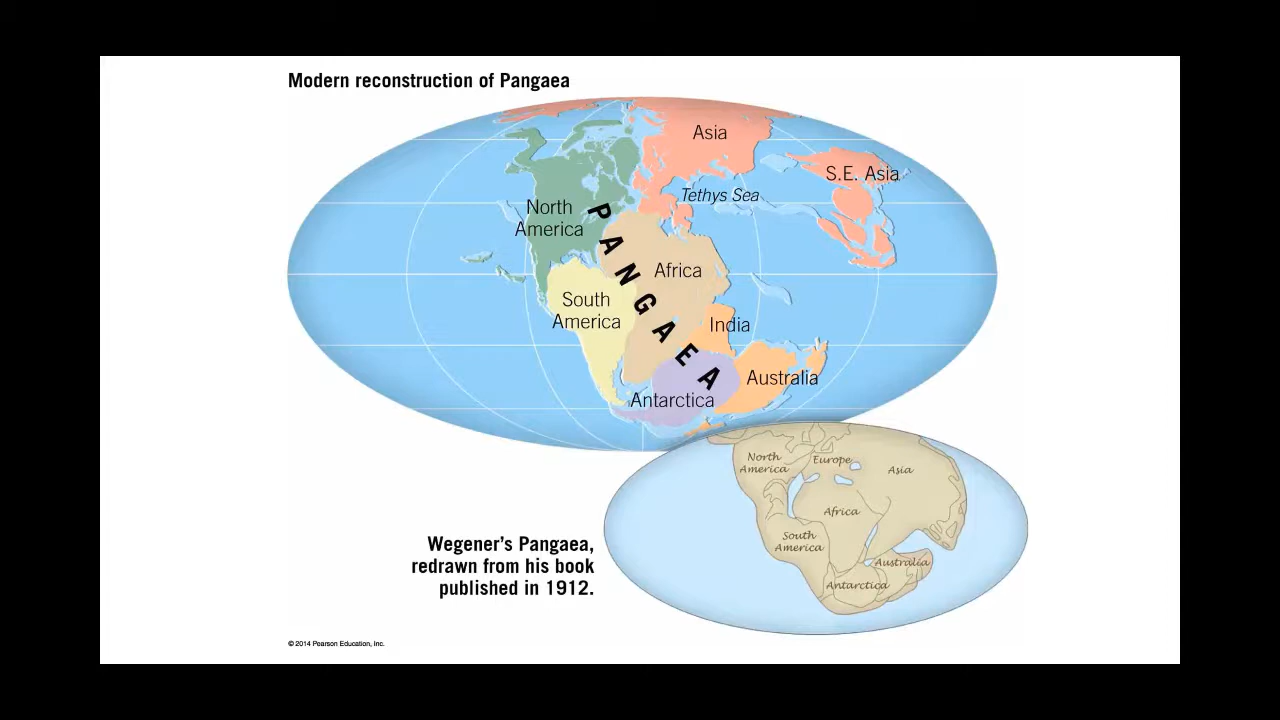 Modern reconstruction of Pangaea
Asia
S.E. Asia
Tethys Sea
North
America
PANGAEA
Africa
South
America
India
Australia
Antarctica
North
America
Europe
Asia
Africa
South
America
Australia
Antarctica
Wegener's Pangaea,
redrawn from his book
published in 1912.
© 2014 Pearson Education, Inc.